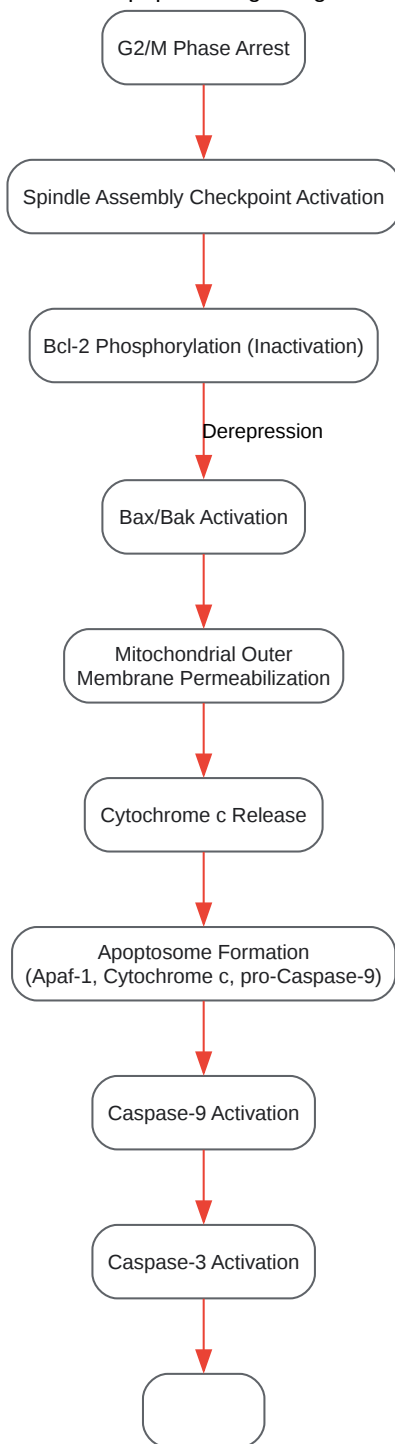 G2/M Phase Arrest
Spindle Assembly Checkpoint Activation
Bcl-2 Phosphorylation (Inactivation)
Derepression
Bax/Bak Activation
Mitochondrial Outer
Membrane Permeabilization
Cytochrome c Release
Apoptosome Formation
(Apaf-1, Cytochrome c, pro-Caspase-9)
Caspase-9 Activation
Caspase-3 Activation